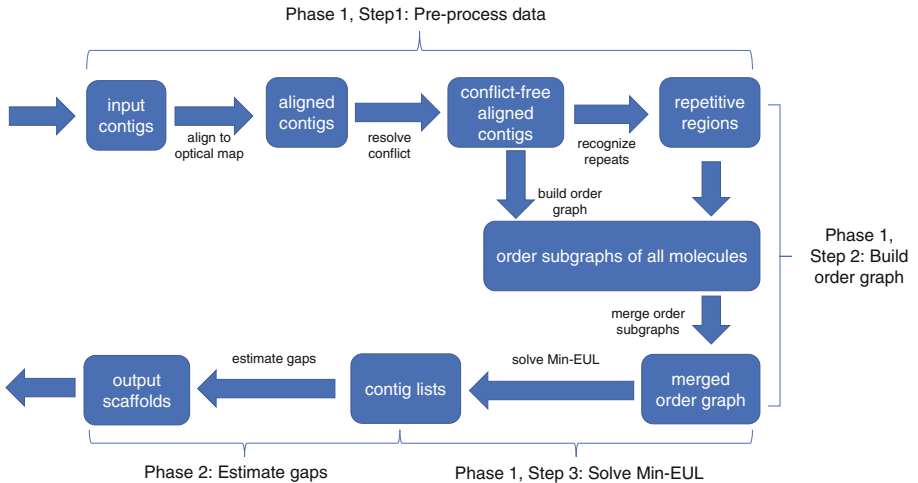 Phase 1, Step1: Pre-process data
input
contigs
align to
optical map
aligned
contigs
resolve
conflict
conflict-free
aligned
contigs
recognize
repeats
repetitive
regions
build order
graph
order subgraphs of all molecules
Phase 1,
Step 2: Build
order graph
merge order
subgraphs
merged
order graph
solve Min-EUL
contig lists
estimate gaps
output
scaffolds
Phase 2: Estimate gaps
Phase 1, Step 3: Solve Min-EUL